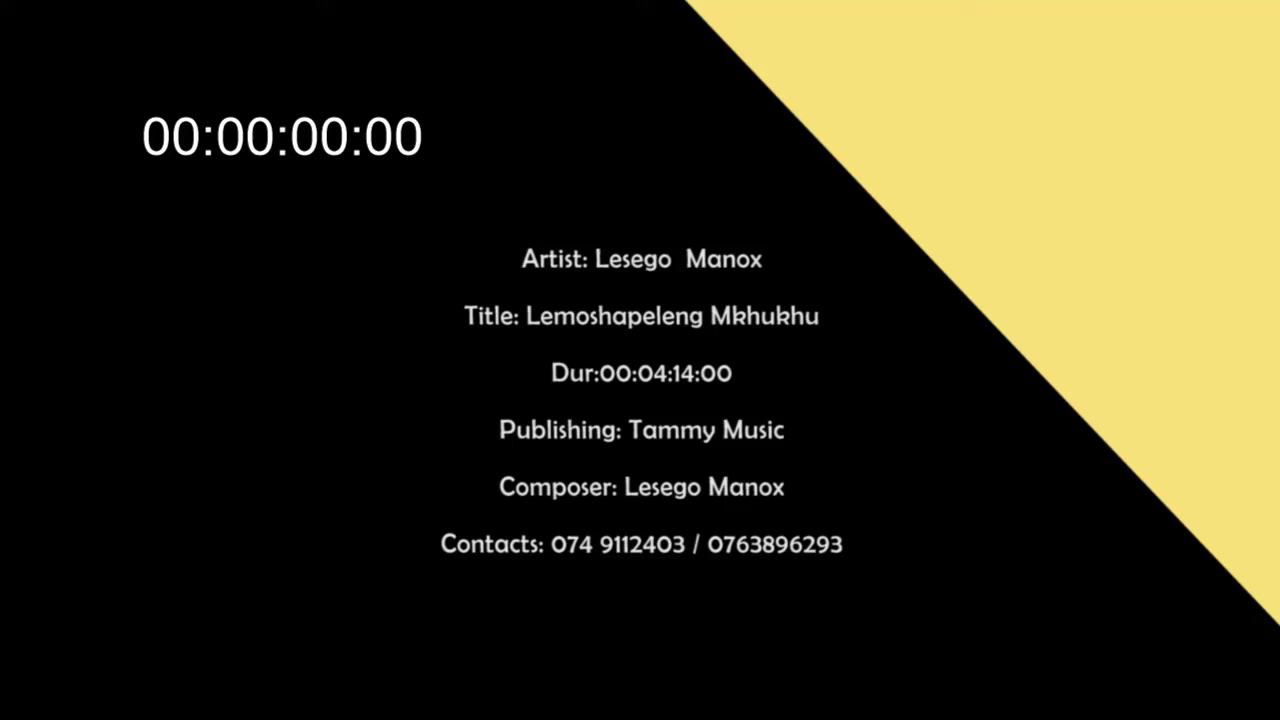 00:00:00:00
Artist: Lesego  Manox
Title: Lemoshapeleng Mkhukhu
Dur:00:04:14:00
Publishing: Tammy Music
Composer: Lesego Manox
Contacts: 074 9112403 / 0763896293